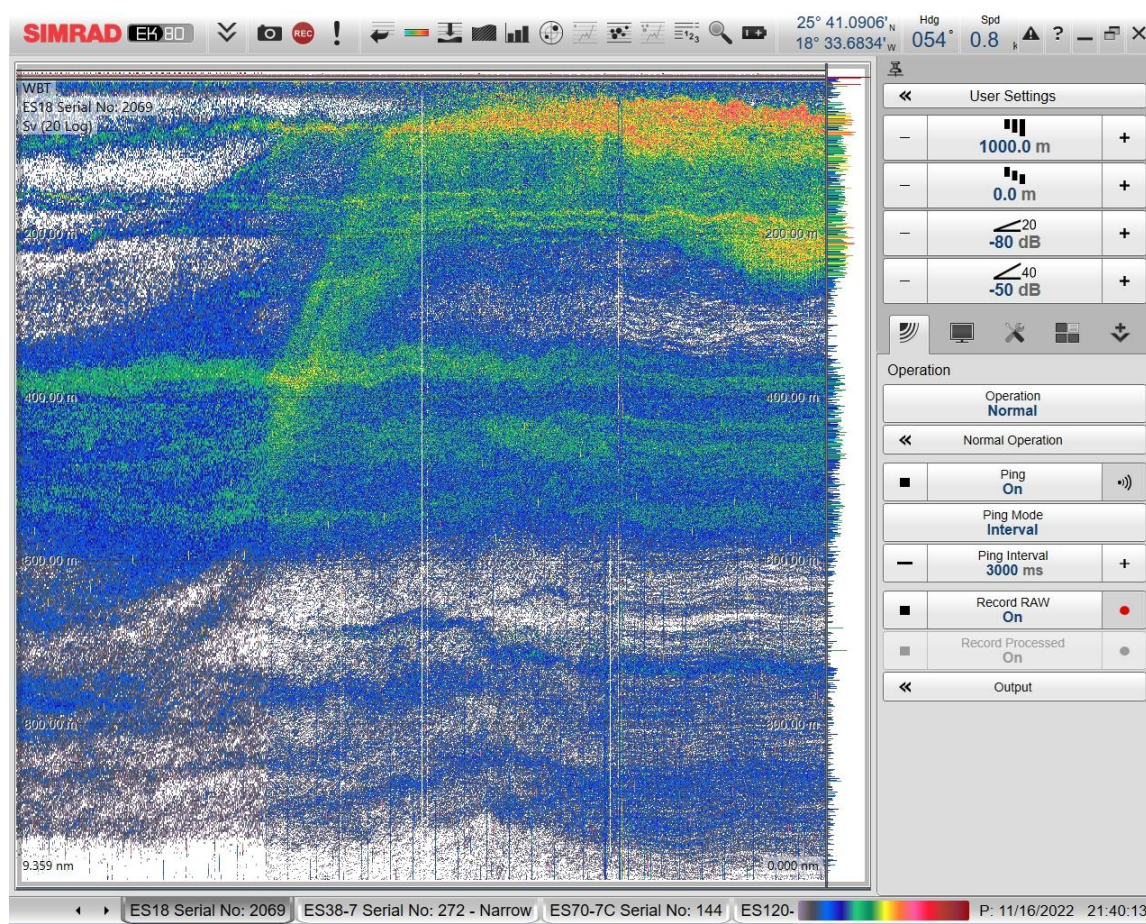 SIMRAD EK80
REC
25° 41.0906' N
18° 33.6834' W
Hdg
054°
Spd
0.8 k
WBT
ES18 Serial No: 2069
Sv (20 Log)
200.00 m
200.00 m
400.00 m
400.00 m
600.00 m
600.00 m
800.00 m
800.00 m
9.359 nm
0.000 nm
User Settings
1000.0 m
0.0 m
20
-80 dB
40
-50 dB
Operation
Operation
Normal
Normal Operation
Ping
On
Ping Mode
Interval
Ping Interval
3000 ms
Record RAW
On
Record Processed
On
Output
ES18 Serial No: 2069
ES38-7 Serial No: 272 - Narrow
ES70-7C Serial No: 144
ES120-
P: 11/16/2022 21:40:1